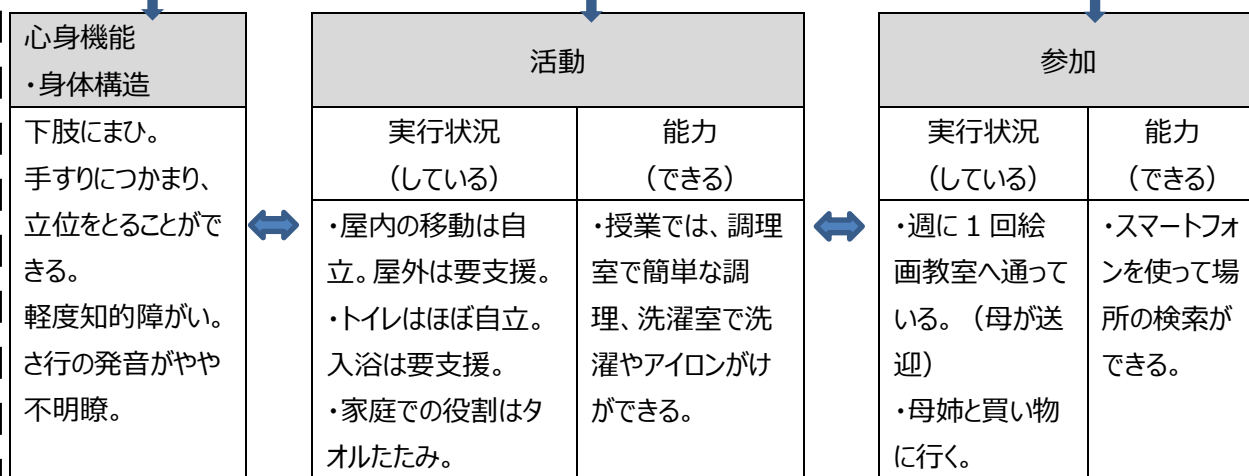 心身機能
・身体構造
下肢にまひ。
手すりにつかまり、
立位をとることがで
きる。
軽度知的障がい。
さ行の発音がやや
不明瞭。
活動
実行状況
（している）
・屋内の移動は自
立。屋外は要支援。
・トイレはほぼ自立。
入浴は要支援。
・家庭での役割はタ
オルたたみ。
能力
（できる）
・授業では、調理
室で簡単な調
理、洗濯室で洗
濯やアイロンがけ
ができる。
参加
実行状況
（している）
・週に 1 回絵
画教室へ通って
いる。（母が送
迎）
・母姉と買い物
に行く。
能力
（できる）
・スマートフォ
ンを使って場
所の検索が
できる。